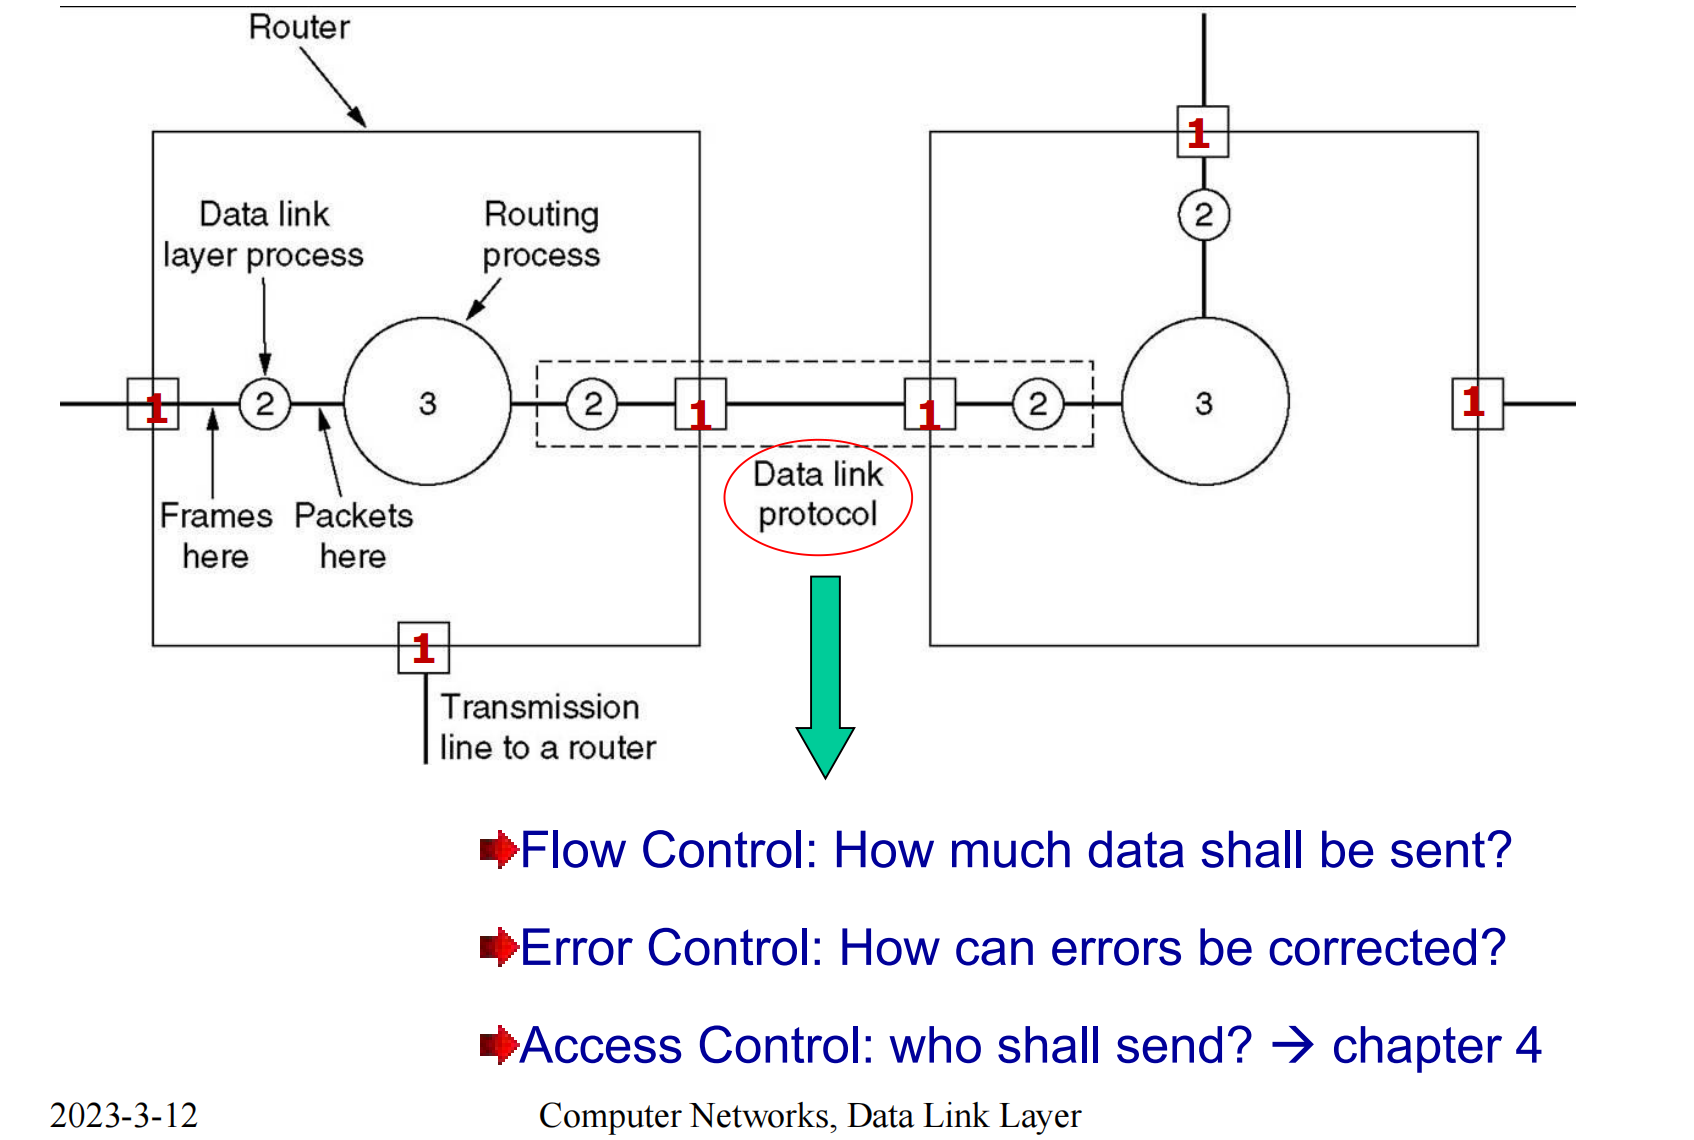 Router
1
Data link
layer process
Routing
process
2
1
2
3
2
1
1
2
3
1
Data link
protocol
Frames
here
Packets
here
1
Transmission
line to a router
Flow Control: How much data shall be sent?
Error Control: How can errors be corrected?
Access Control: who shall send? → chapter 4
2023-3-12
Computer Networks, Data Link Layer